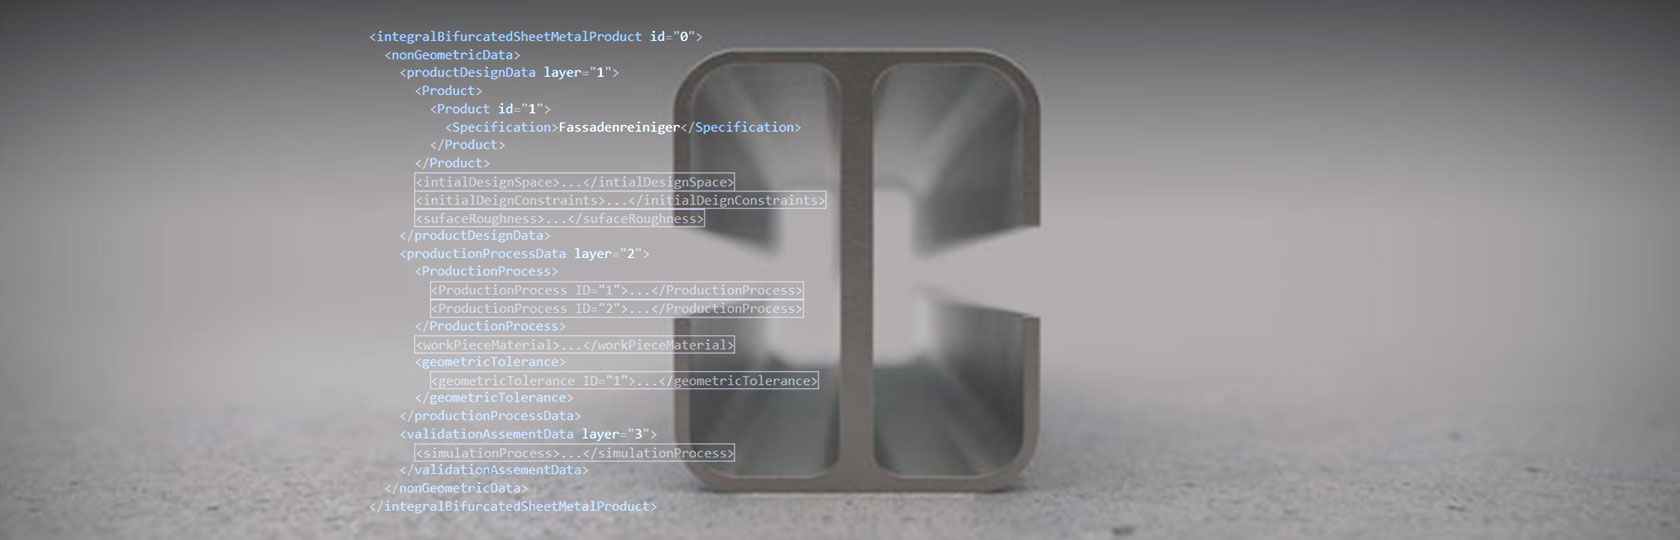 <integralBifurcatedSheetMetalProduct id="0">
<nonGeometricData>
<productDesignData layer="1">
<Product>
<Product id="1">
<Specification>Fassadenreiniger</Specification>
</Product>
</Product>
<intialDesignSpace>...</intialDesignSpace>
<initialDeignConstraints>...</initialDeignConstraints>
<sufaceRoughness>...</sufaceRoughness>
</productDesignData>
<productionProcessData layer="2">
<ProductionProcess>
<ProductionProcess ID="1">...</ProductionProcess>
<ProductionProcess ID="2">...</ProductionProcess>
</ProductionProcess>
<workPieceMaterial>...</workPieceMaterial>
<geometricTolerance>
<geometricTolerance ID="1">...</geometricTolerance>
</geometricTolerance>
</productionProcessData>
<validationAssementData layer="3">
<simulationProcess>...</simulationProcess>
</validationAssementData>
</nonGeometricData>
</integralBifurcatedSheetMetalProduct>